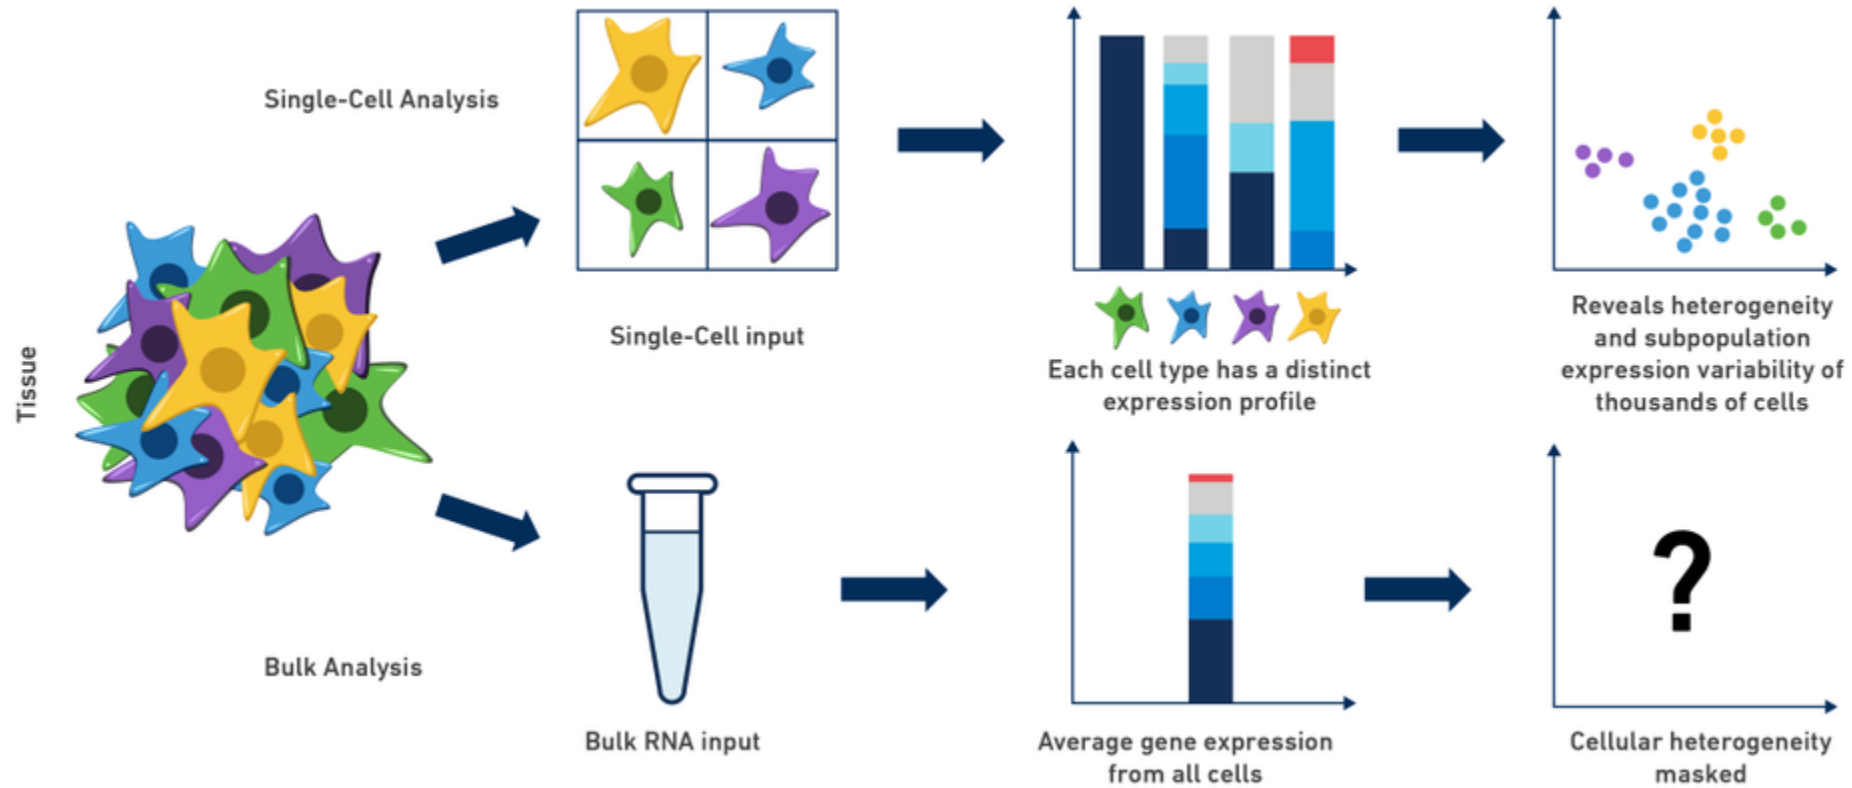 Single-Cell Analysis
Single-Cell input
Each cell type has a distinct
expression profile
Reveals heterogeneity
and subpopulation
expression variability of
thousands of cells
Tissue
Bulk Analysis
Bulk RNA input
Average gene expression
from all cells
?
Cellular heterogeneity
masked